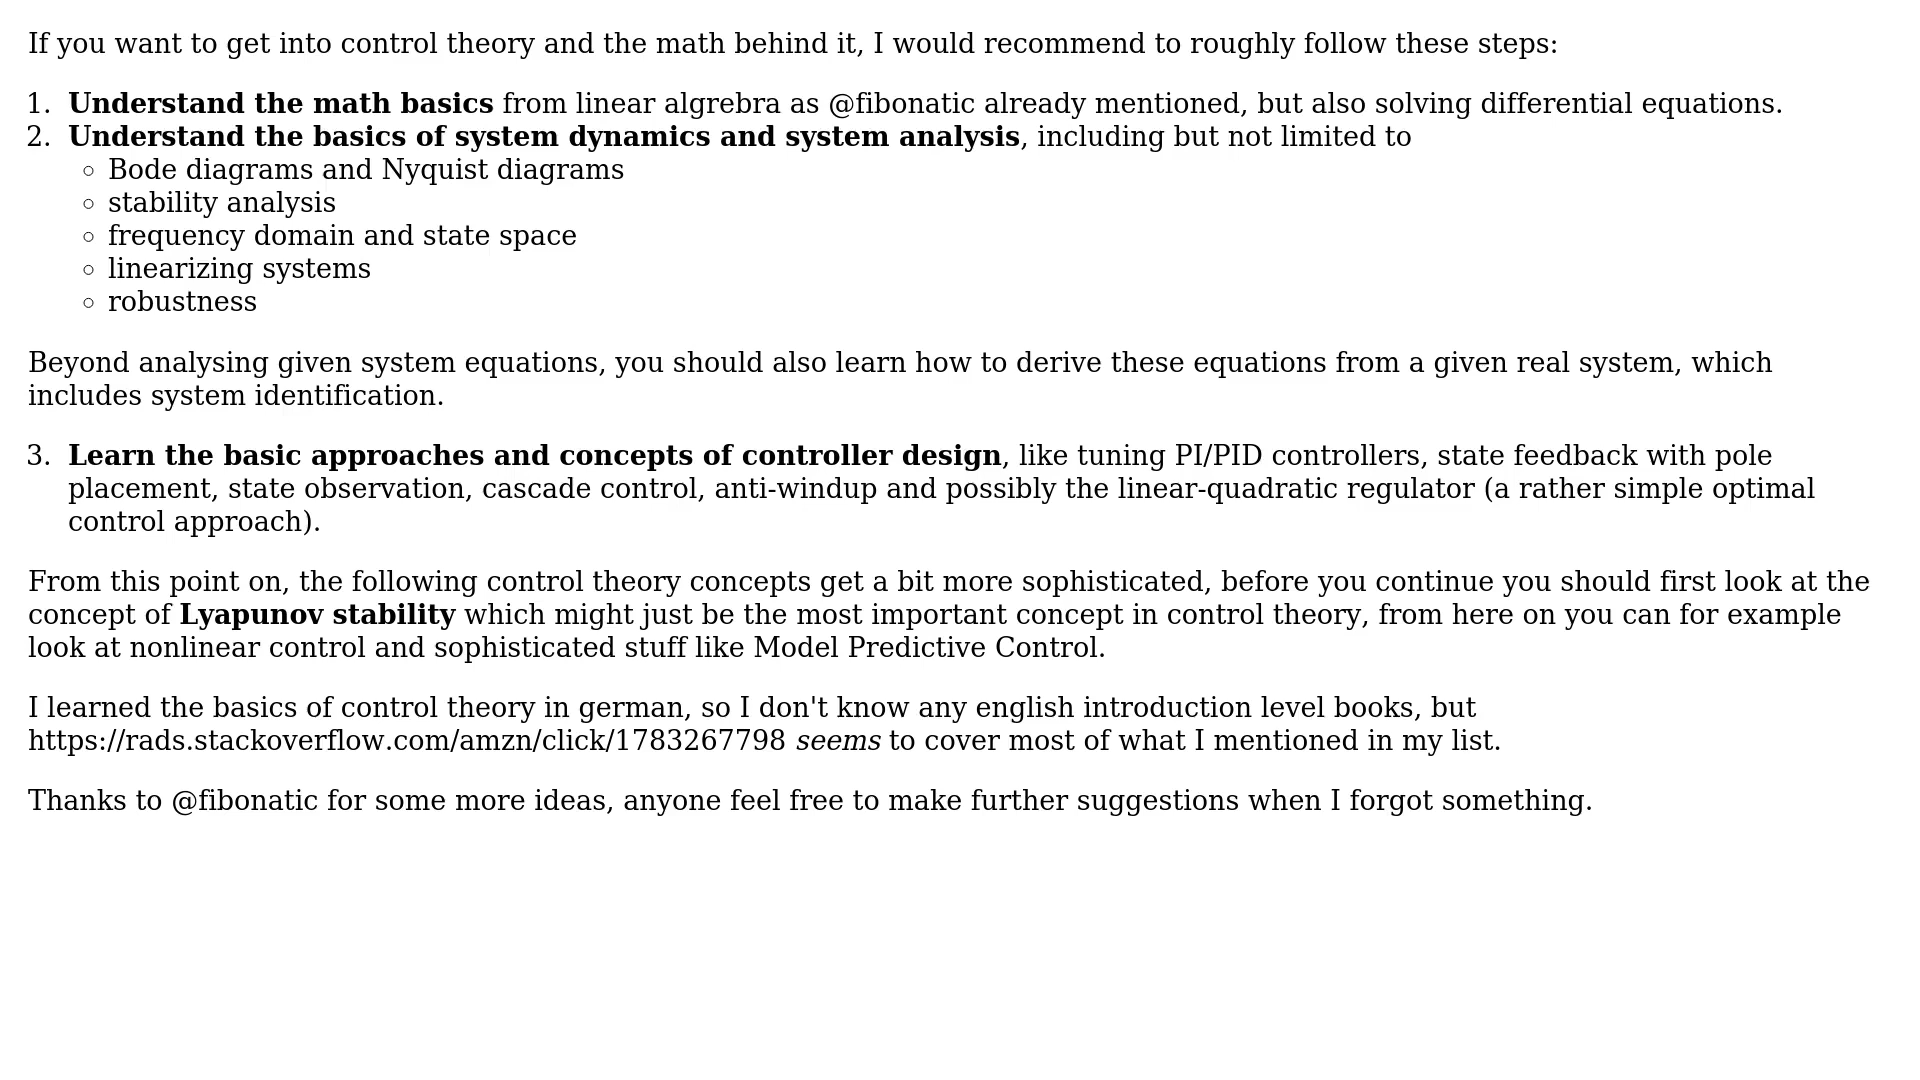 If you want to get into control theory and the math behind it, I would recommend to roughly follow these steps:
1. Understand the math basics from linear algrebra as @fibonatic already mentioned, but also solving differential equations.
2. Understand the basics of system dynamics and system analysis, including but not limited to
◦ Bode diagrams and Nyquist diagrams
◦ stability analysis
◦ frequency domain and state space
◦ linearizing systems
◦ robustness
Beyond analysing given system equations, you should also learn how to derive these equations from a given real system, which
includes system identification.
3. Learn the basic approaches and concepts of controller design, like tuning PI/PID controllers, state feedback with pole
placement, state observation, cascade control, anti-windup and possibly the linear-quadratic regulator (a rather simple optimal
control approach).
From this point on, the following control theory concepts get a bit more sophisticated, before you continue you should first look at the
concept of Lyapunov stability which might just be the most important concept in control theory, from here on you can for example
look at nonlinear control and sophisticated stuff like Model Predictive Control.
I learned the basics of control theory in german, so I don't know any english introduction level books, but
https://rads.stackoverflow.com/amzn/click/1783267798 seems to cover most of what I mentioned in my list.
Thanks to @fibonatic for some more ideas, anyone feel free to make further suggestions when I forgot something.